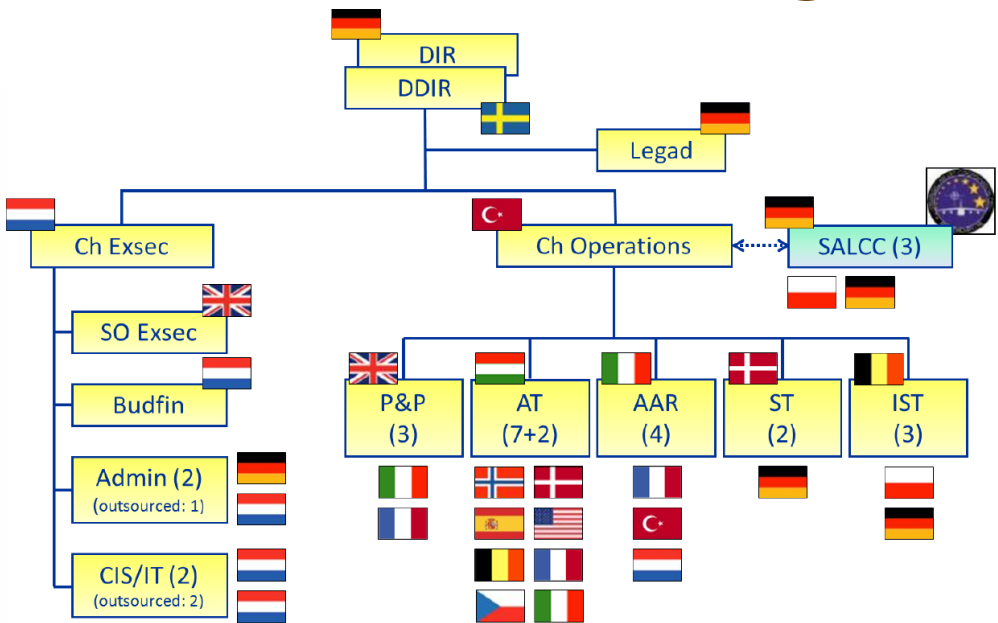 DIR
DDIR
Legad
Ch Exsec
Ch Operations
SALCC (3)
SO Exsec
Budfin
Admin (2)
(outsourced: 1)
CIS/IT (2)
(outsourced: 2)
P&P
(3)
AT
(7+2)
AAR
(4)
ST
(2)
IST
(3)